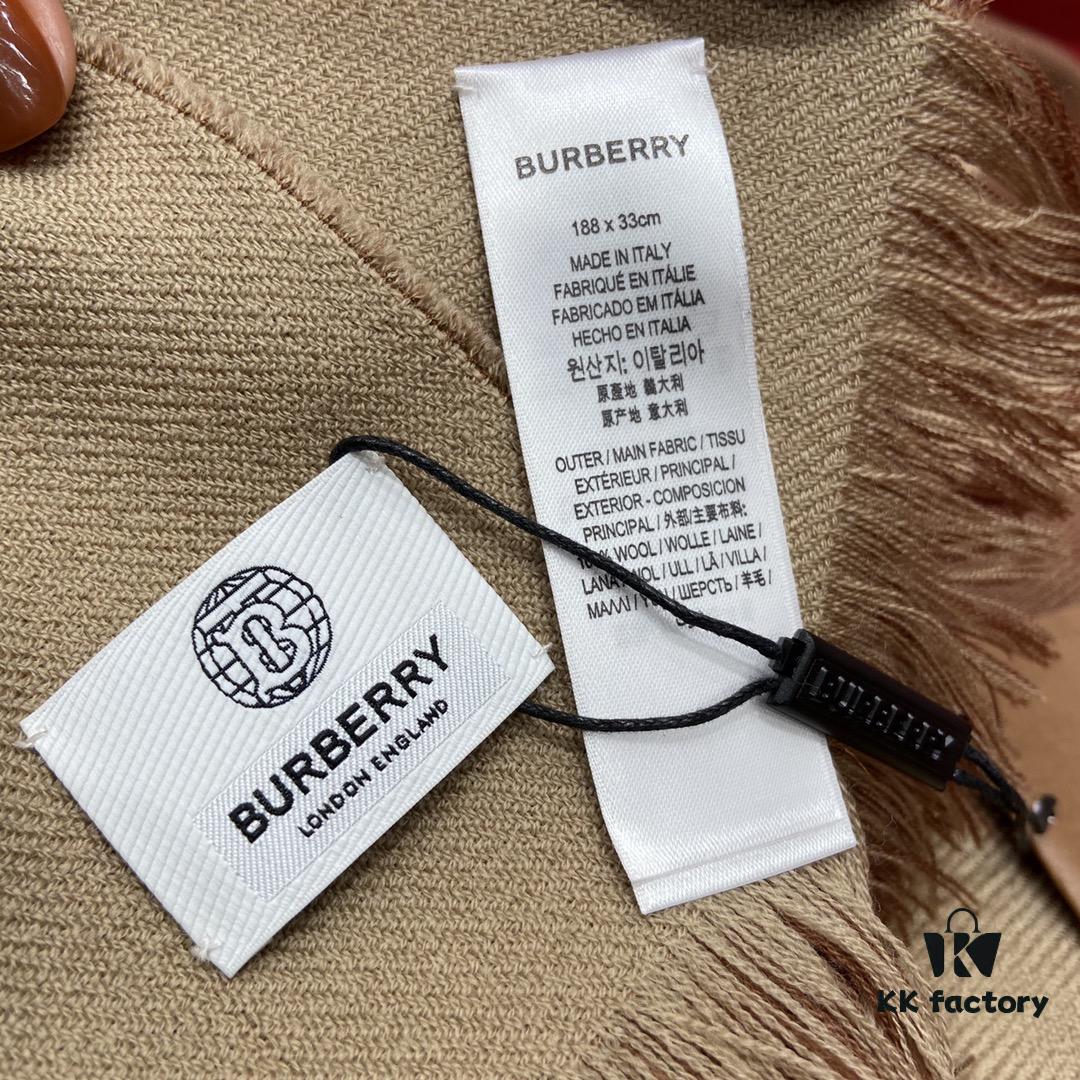 BURBERRY
188 x 33cm
MADE IN ITALY
FABRIQUÉ EN ITÁLIE
FABRICADO EM ITÁLIA
HECHO EN ITALIA
원산지: 이탈리아
原產地 義大利
原产地 意大利
OUTER / MAIN FABRIC / TISSU
EXTÉRIEUR / PRINCIPAL /
EXTERIOR - COMPOSICION
PRINCIPAL / 外部/主要布料:
WOOL / WOLLE / LAINE /
LANA / ULL / LÃ / VILLA /
ШЕРСТЬ / 羊毛 /
B
BURBERRY
LONDON ENGLAND
BURBERRY
K
KK factory